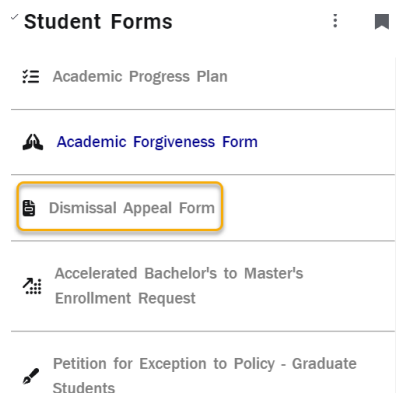 Student Forms
Academic Progress Plan
Academic Forgiveness Form
Dismissal Appeal Form
Accelerated Bachelor's to Master's
Enrollment Request
Petition for Exception to Policy - Graduate
Students